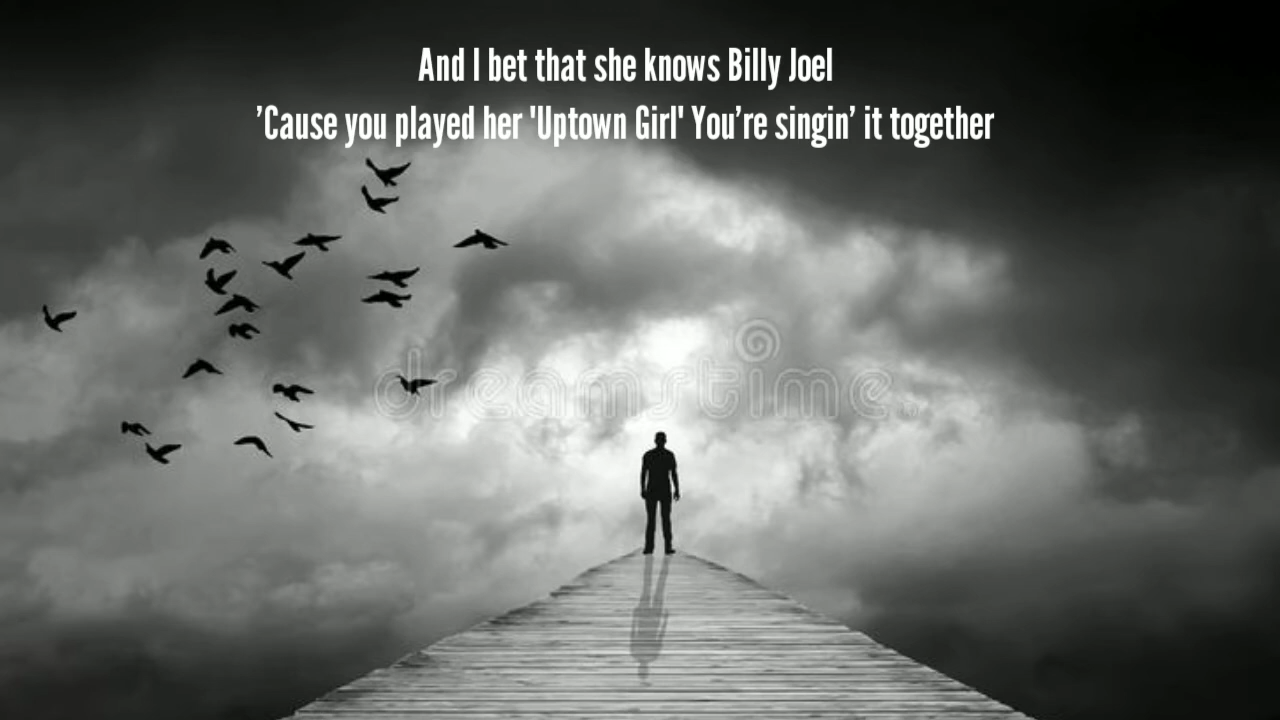 And I bet that she knows Billy Joel
’Cause you played her 'Uptown Girl' You’re singin’ it together
dreamstime